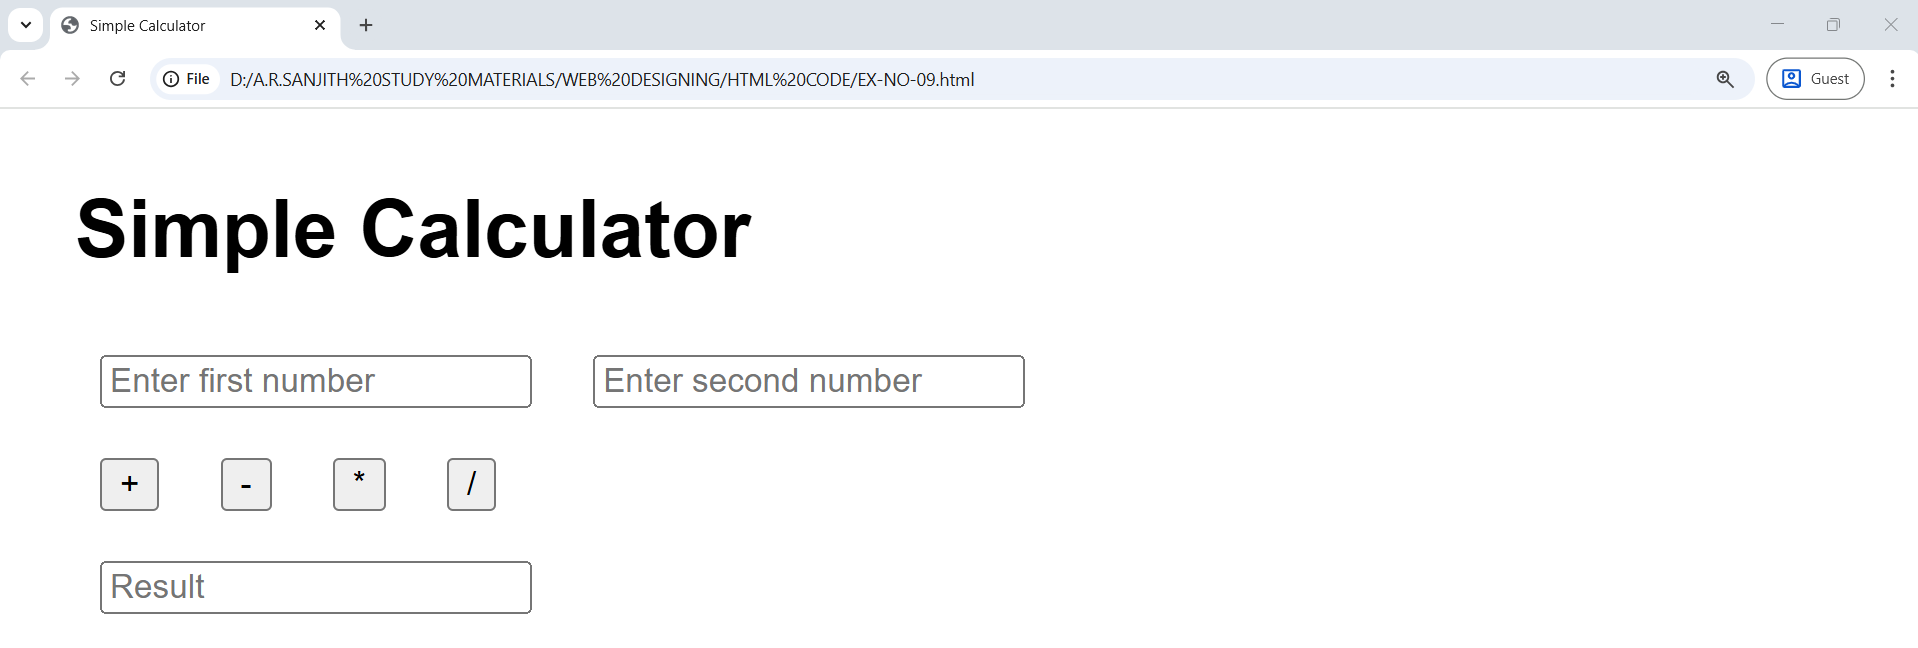 Simple Calculator
File D:/A.R.SANJITH%20STUDY%20MATERIALS/WEB%20DESIGNING/HTML%20CODE/EX-NO-09.html Guest
Simple Calculator
Enter first number Enter second number
+ - * /
Result